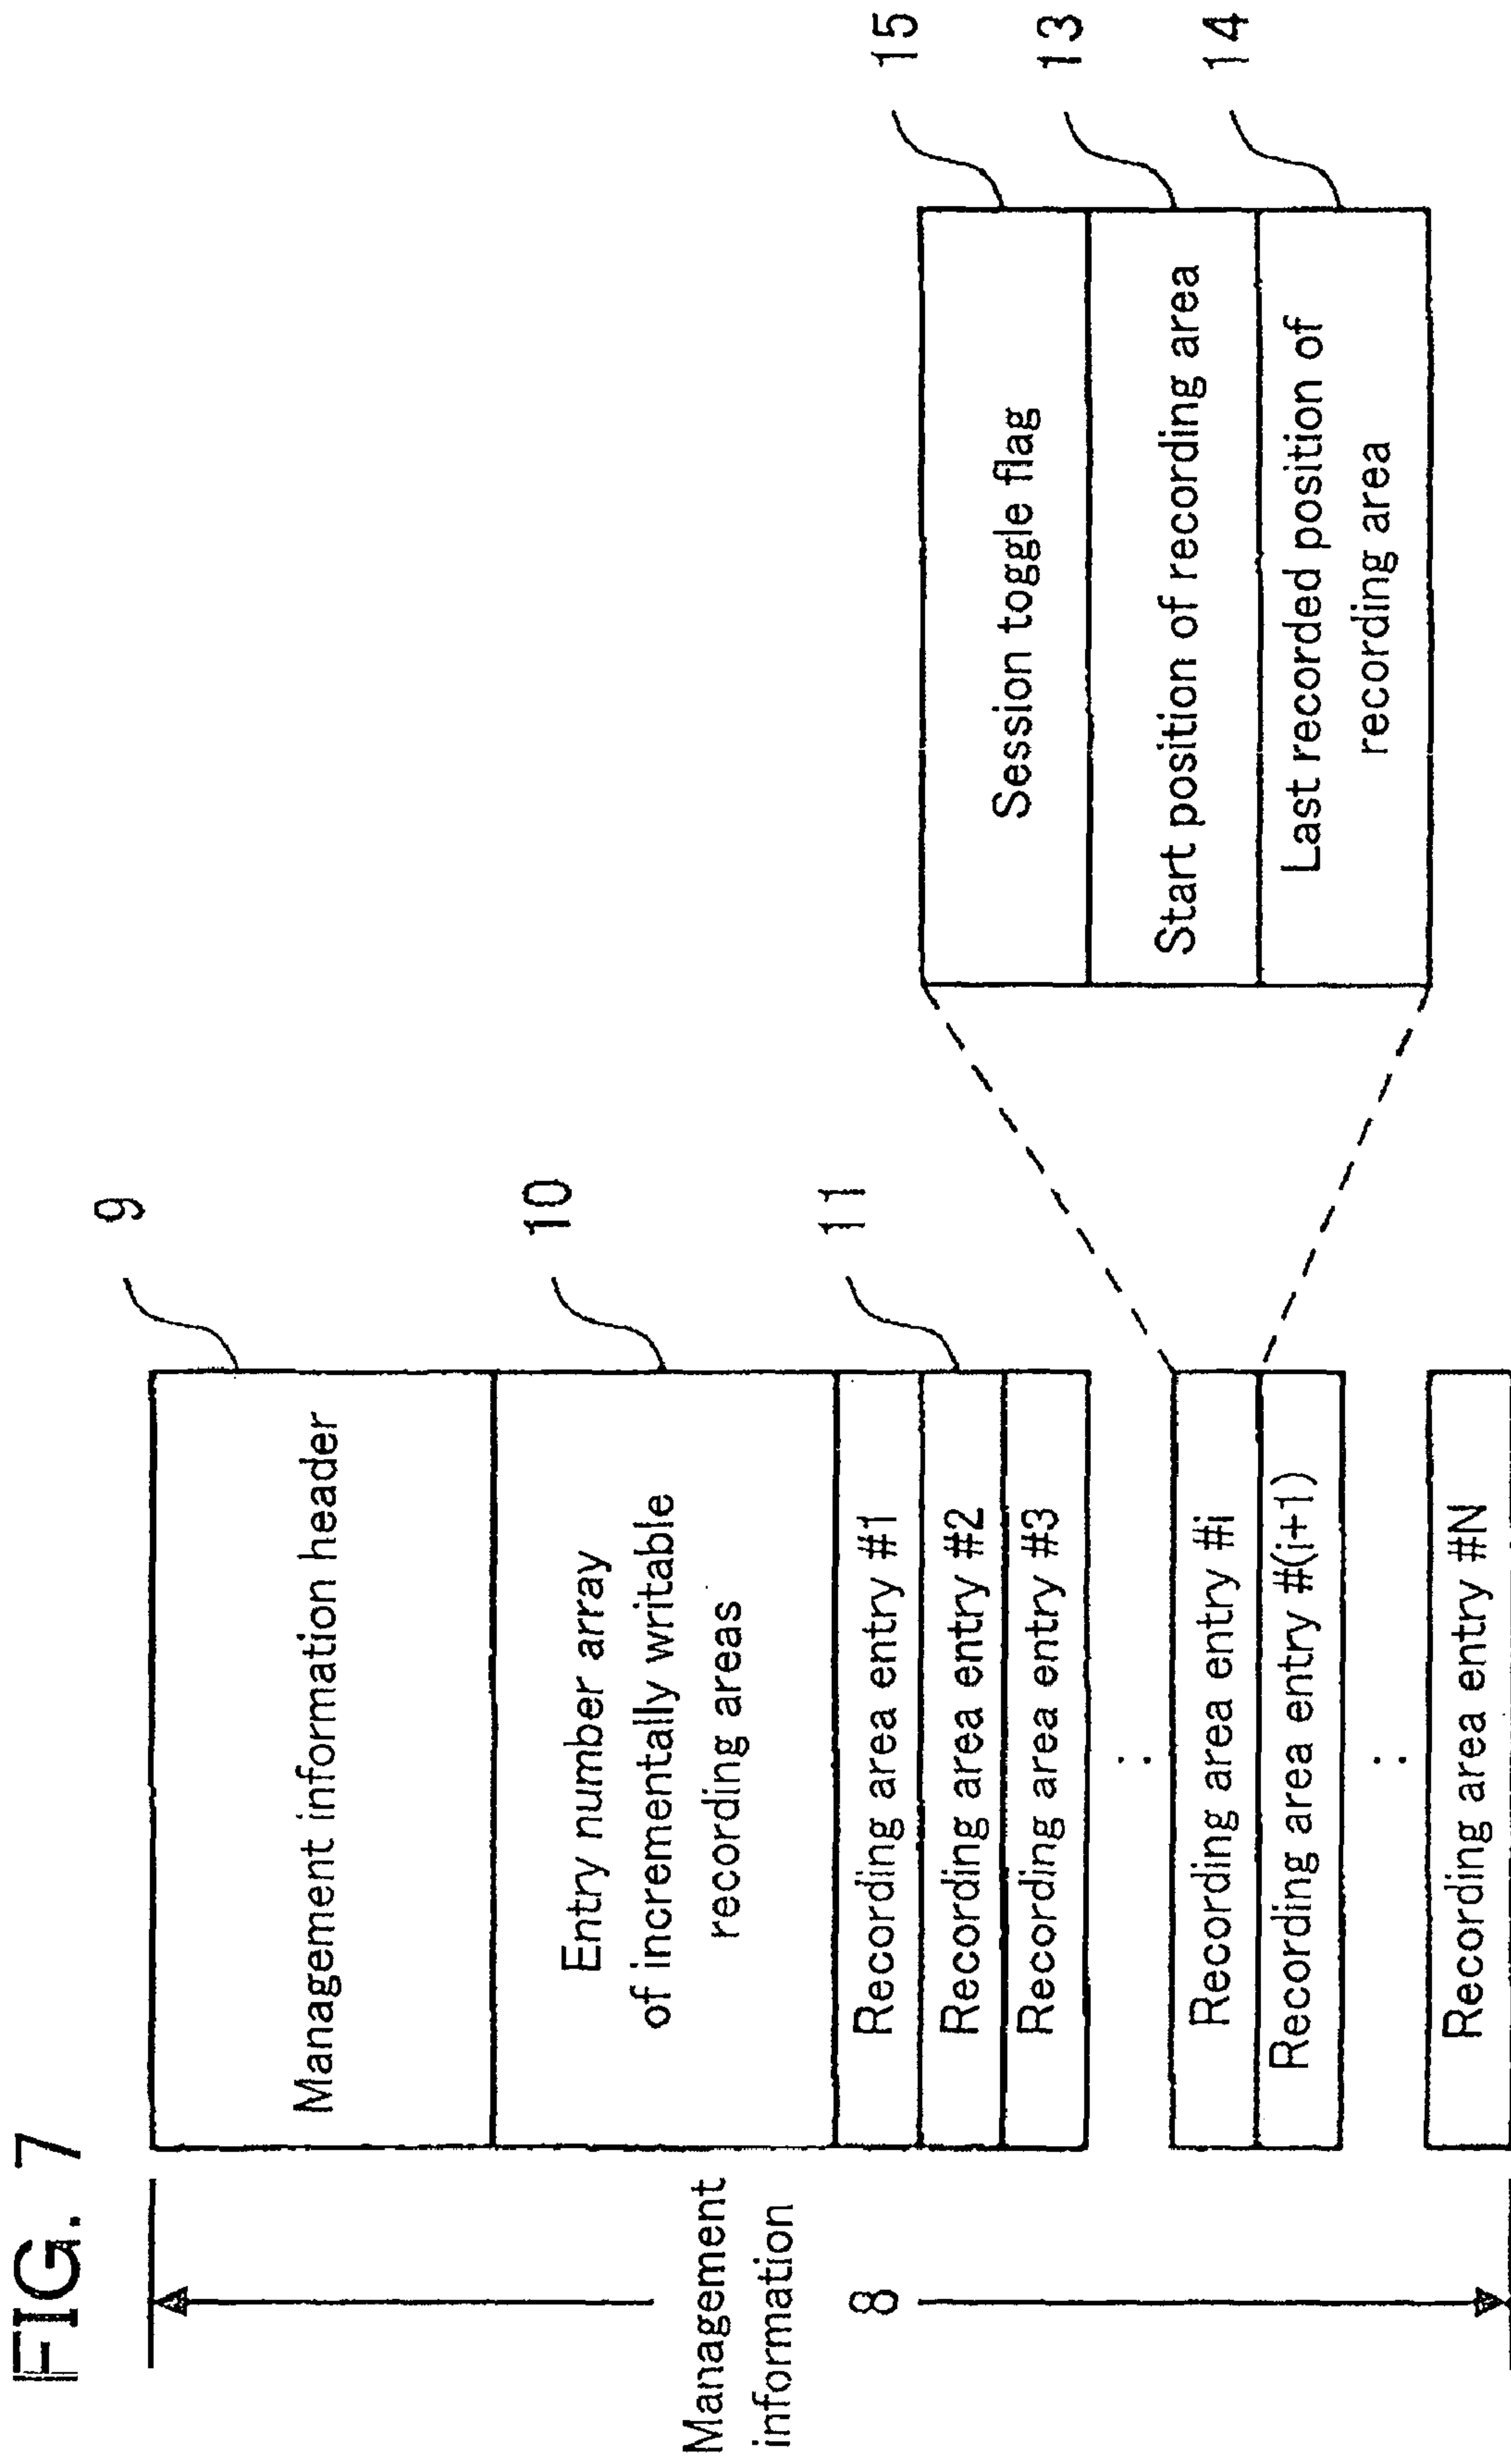 FIG. 7
Management
information
8
Management information header
9
Entry number array
of incrementally writable
recording areas
10
Recording area entry #1
Recording area entry #2
11
Recording area entry #3
:
Recording area entry #i
Recording area entry #(i+1)
:
Recording area entry #N
Session toggle flag
15
Start position of recording area
13
Last recorded position of
recording area
14